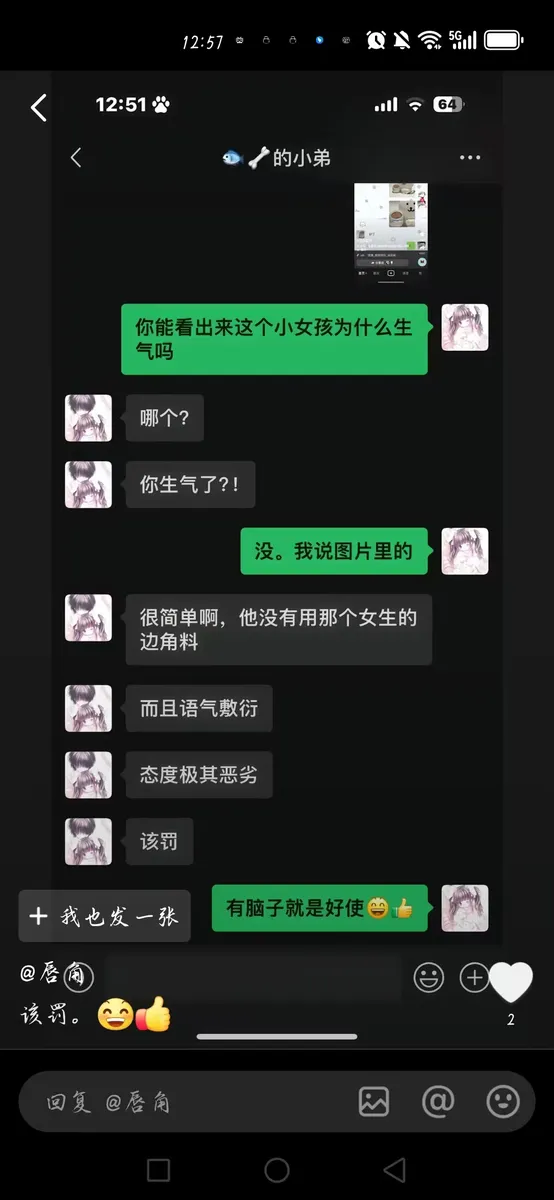 12:57
5G
12:51
64
的小弟
你能看出来这个小女孩为什么生
气吗
哪个?
你生气了?!
没。我说图片里的
很简单啊,他没有用那个女生的
边角料
而且语气敷衍
态度极其恶劣
该罚
有脑子就是好使😄👍
+ 我也发一张
@唇角
该罚。😄👍
2
回复 @唇角